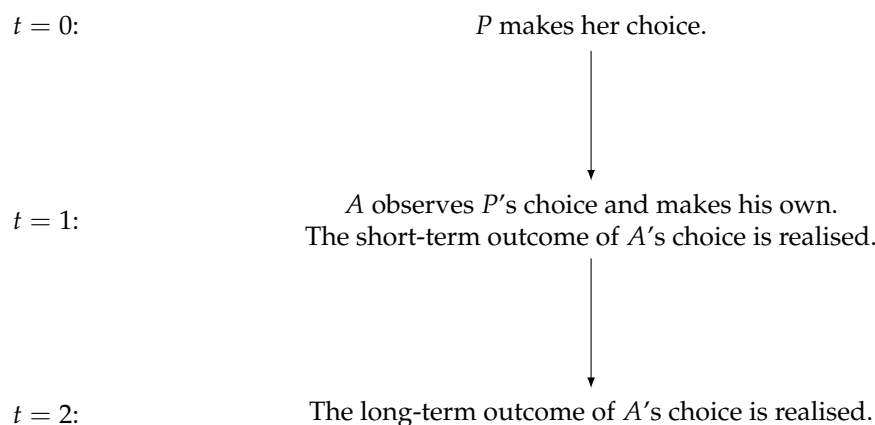 t = 0: P makes her choice.
t = 1: A observes P's choice and makes his own.
The short-term outcome of A's choice is realised.
t = 2: The long-term outcome of A's choice is realised.